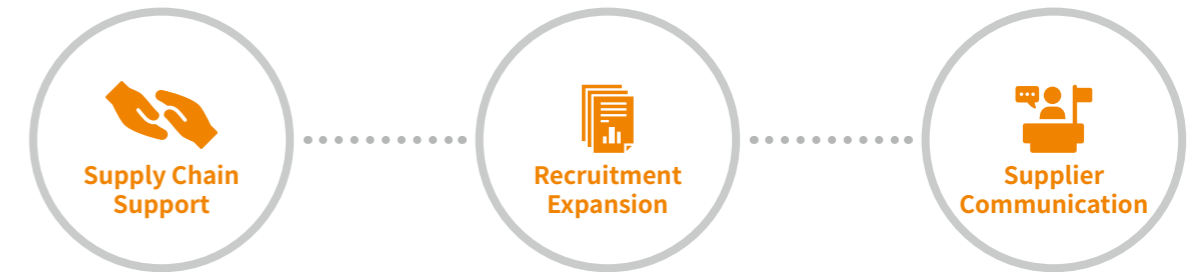 Supply Chain
Support
Recruitment
Expansion
Supplier
Communication